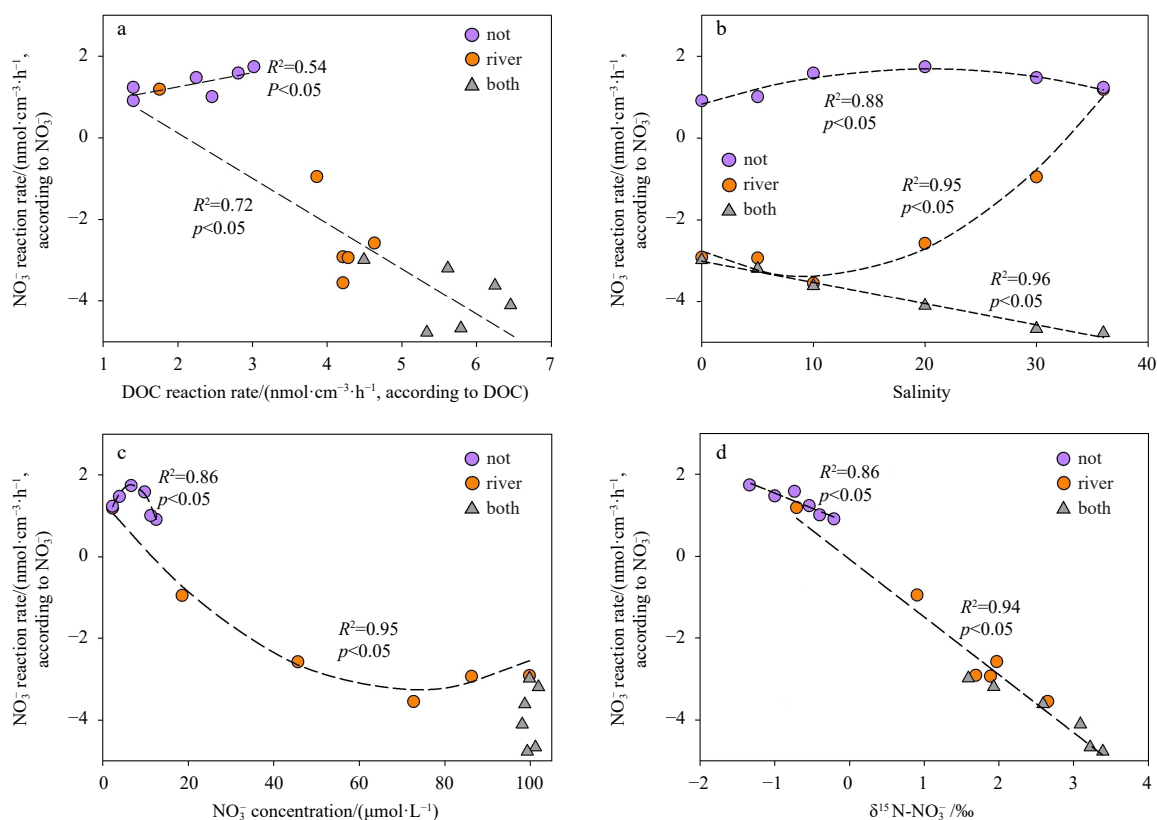 a
NO₃⁻ reaction rate/(nmol·cm⁻³·h⁻¹,
according to NO₃⁻)
2
0
−2
−4
R²=0.54
P<0.05
R²=0.72
p<0.05
not
river
both
1
2
3
4
5
6
7
DOC reaction rate/(nmol·cm⁻³·h⁻¹, according to DOC)
b
NO₃⁻ reaction rate/(nmol·cm⁻³·h⁻¹,
according to NO₃⁻)
2
0
−2
−4
R²=0.88
p<0.05
not
river
both
R²=0.95
p<0.05
R²=0.96
p<0.05
0
10
20
30
40
Salinity
c
NO₃⁻ reaction rate/(nmol·cm⁻³·h⁻¹,
according to NO₃⁻)
2
0
−2
−4
R²=0.86
p<0.05
not
river
both
R²=0.95
p<0.05
0
20
40
60
80
100
NO₃⁻ concentration/(μmol·L⁻¹)
d
NO₃⁻ reaction rate/(nmol·cm⁻³·h⁻¹,
according to NO₃⁻)
2
0
−2
−4
R²=0.86
p<0.05
not
river
both
R²=0.94
p<0.05
−2
−1
0
1
2
3
4
δ¹⁵N-NO₃⁻/‰